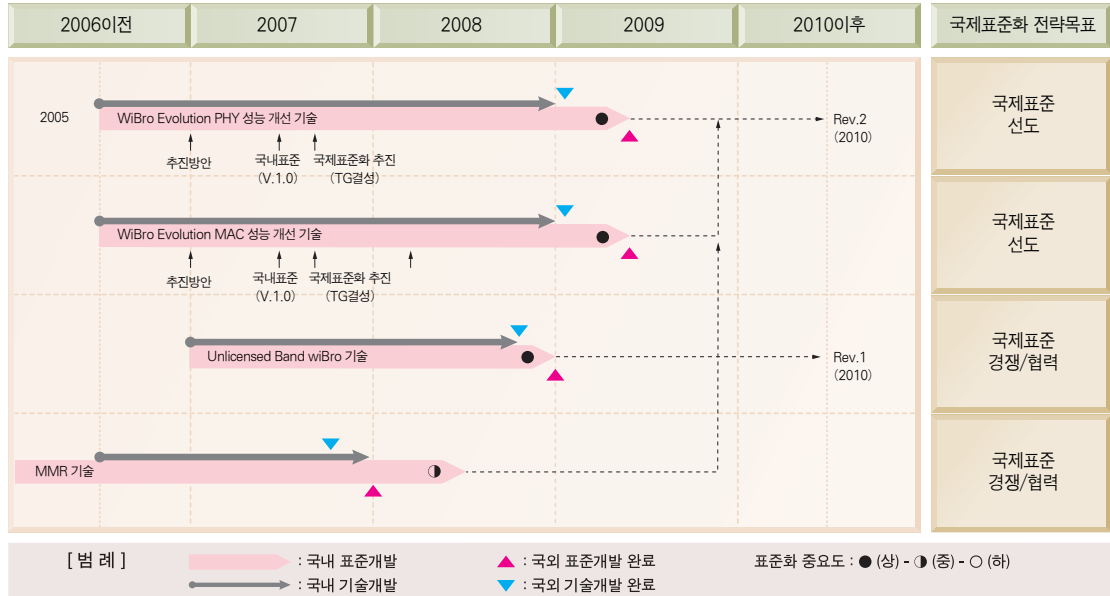 2006이전
2007
2008
2009
2010이후
국제표준화 전략목표
2005
WiBro Evolution PHY 성능 개선 기술
추진방안
국내표준
(V.1.0)
국제표준화 추진
(TG결성)
Rev.2
(2010)
국제표준
선도
WiBro Evolution MAC 성능 개선 기술
추진방안
국내표준
(V.1.0)
국제표준화 추진
(TG결성)
국제표준
선도
Unlicensed Band wiBro 기술
Rev.1
(2010)
국제표준
경쟁/협력
MMR 기술
국제표준
경쟁/협력
[ 범 례 ]
: 국내 표준개발
: 국외 표준개발 완료
표준화 중요도 : ● (상) - ◑ (중) - ○ (하)
: 국내 기술개발
: 국외 기술개발 완료